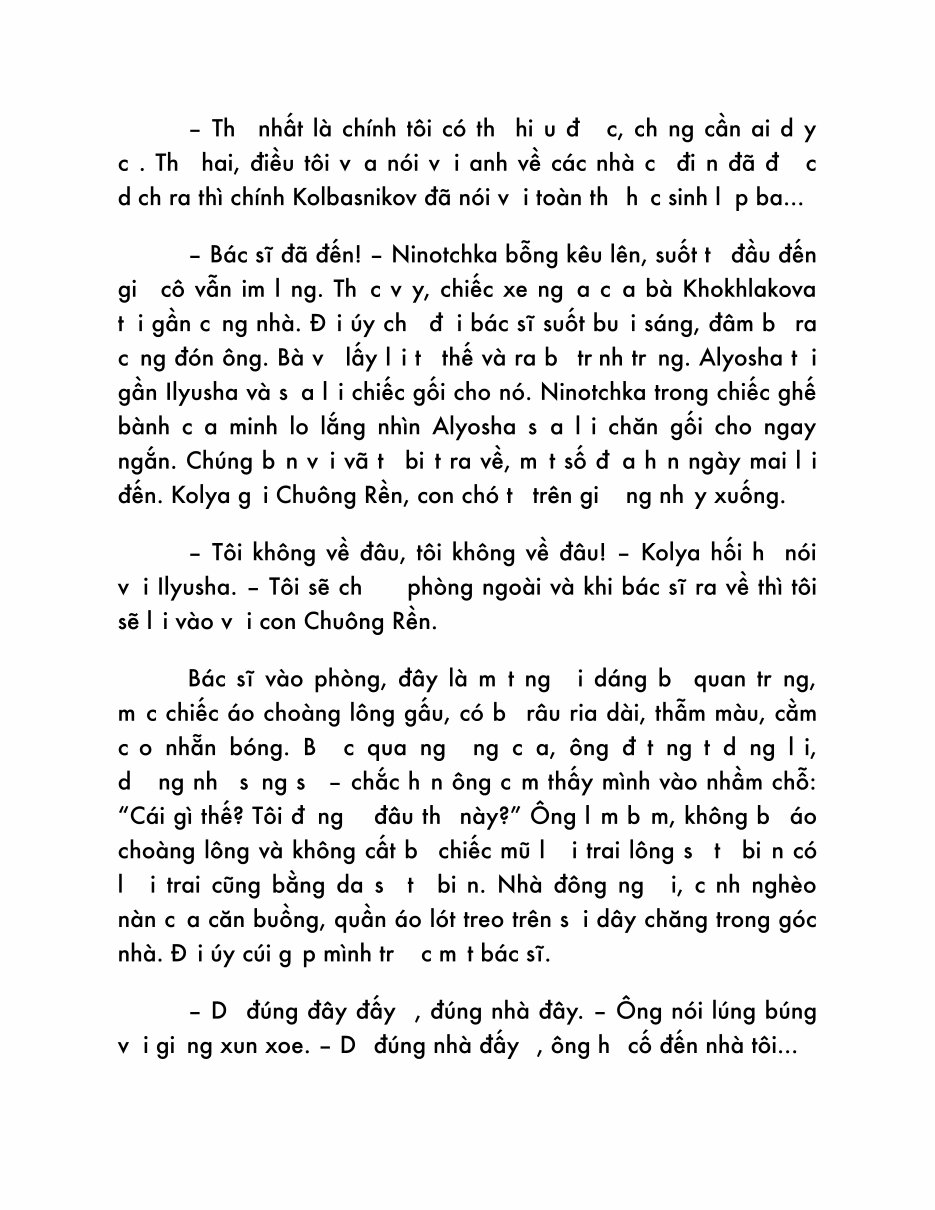 – Th nhất là chính tôi có th hi u đ c, ch ng cần ai d y
c . Th hai, điều tôi v a nói v i anh về các nhà c đi n đã đ c
d ch ra thì chính Kolbasnikov đã nói v i toàn th h c sinh l p ba...
– Bác sĩ đã đến! – Ninotchka bỗng kêu lên, suốt t đầu đến
gi cô vẫn im l ng. Th c v y, chiếc xe ng a c a bà Khokhlakova
t i gần c ng nhà. Đ i úy ch đ i bác sĩ suốt bu i sáng, đâm b ra
c ng đón ông. Bà v lấy l i t thế và ra b tr nh tr ng. Alyosha t i
gần Ilyusha và s a l i chiếc gối cho nó. Ninotchka trong chiếc ghế
bành c a minh lo lắng nhìn Alyosha s a l i chăn gối cho ngay
ngắn. Chúng b n v i vã t bi t ra về, m t số đ a h n ngày mai l i
đến. Kolya g i Chuông Rền, con chó t trên gi ng nh y xuống.
– Tôi không về đâu, tôi không về đâu! – Kolya hối h nói
v i Ilyusha. – Tôi sẽ ch phòng ngoài và khi bác sĩ ra về thì tôi
sẽ l i vào v i con Chuông Rền.
Bác sĩ vào phòng, đây là m t ng i dáng b quan tr ng,
m c chiếc áo choàng lông gấu, có b râu ria dài, thẫm màu, cằm
c o nhẵn bóng. B c qua ng ng c a, ông đ t ng t d ng l i,
d ng nh s ng s – chắc h n ông c m thấy mình vào nhầm chỗ:
“Cái gì thế? Tôi đ ng đâu th này?” Ông l m b m, không b áo
choàng lông và không cất b chiếc mũ l i trai lông s t bi n có
l i trai cũng bằng da s t bi n. Nhà đông ng i, c nh nghèo
nàn c a căn buồng, quần áo lót treo trên s i dây chăng trong góc
nhà. Đ i úy cúi g p mình tr c m t bác sĩ.
– D đúng đây đấy , đúng nhà đây. – Ông nói lúng búng
v i gi ng xun xoe. – D đúng nhà đấy , ông h cố đến nhà tôi...